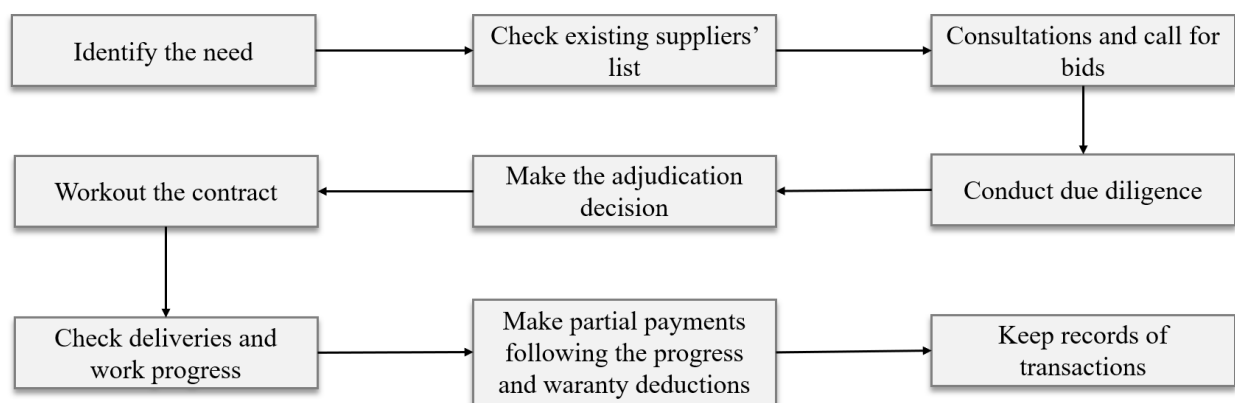 Identify the need
Check existing suppliers’
list
Consultations and call for
bids
Conduct due diligence
Make the adjudication
decision
Workout the contract
Check deliveries and
work progress
Make partial payments
following the progress
and waranty deductions
Keep records of
transactions